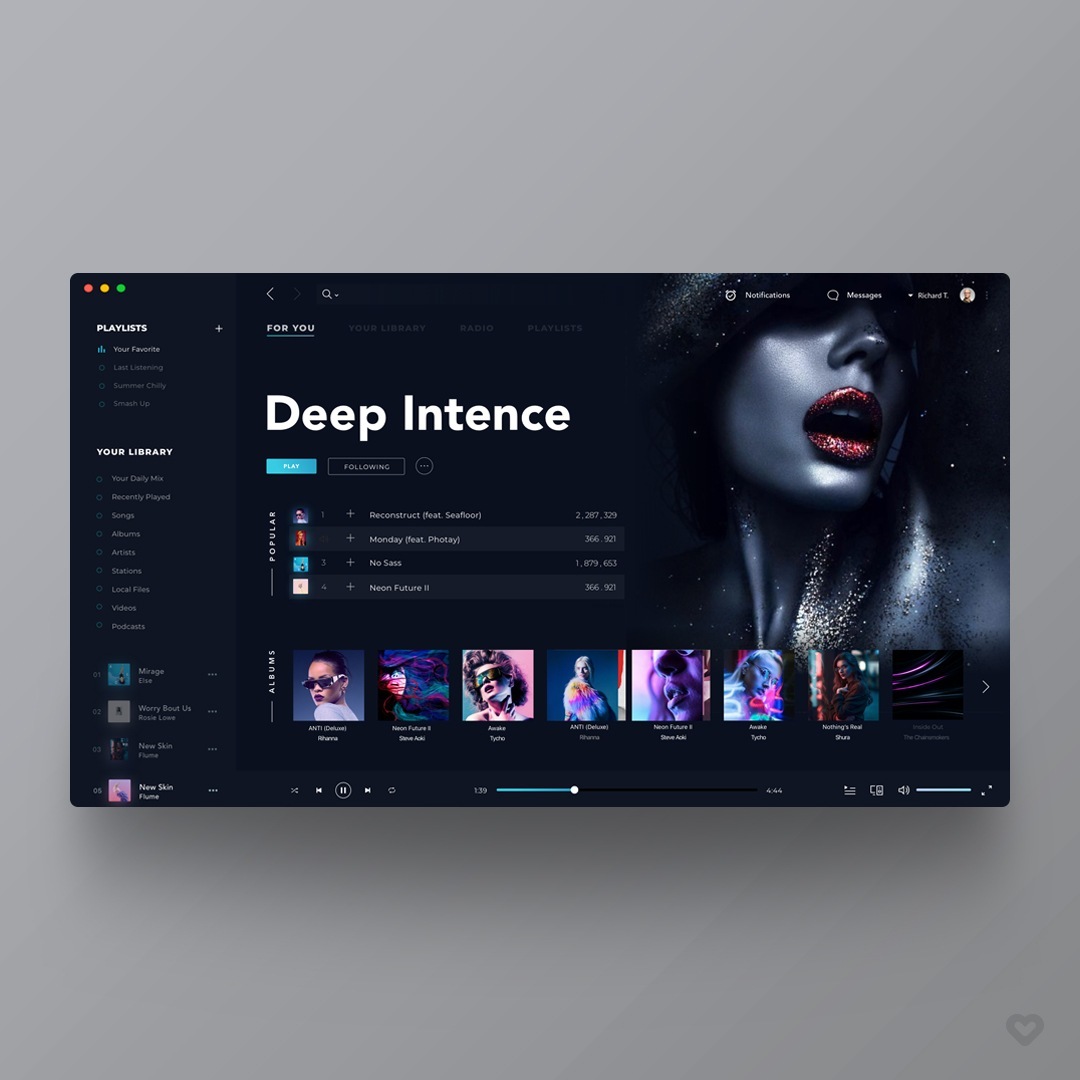 Notifications
Messages
Richard T.
PLAYLISTS +
FOR YOU YOUR LIBRARY RADIO PLAYLISTS
Your Favorite
Last Listening
Summer Chilly
Smash Up
Deep Intence
PLAY FOLLOWING
YOUR LIBRARY
Your Daily Mix
Recently Played
Songs
Albums
Artists
Stations
Local Files
Videos
Podcasts
POPULAR
1 + Reconstruct (feat. Seafloor) 2,287,329
+ Monday (feat. Photay) 366.921
3 + No Sass 1,879,653
4 + Neon Future II 366.921
01 Mirage
Else
02 Worry Bout Us
Rosie Lowe
03 New Skin
Flume
05 New Skin
Flume
ALBUMS
ANTI (Deluxe)
Rihanna
Neon Future II
Steve Aoki
Awake
Tycho
ANTI (Deluxe)
Rihanna
Neon Future II
Steve Aoki
Awake
Tycho
Nothing's Real
Shura
Inside Out
The Chainsmokers
1:39 4:44